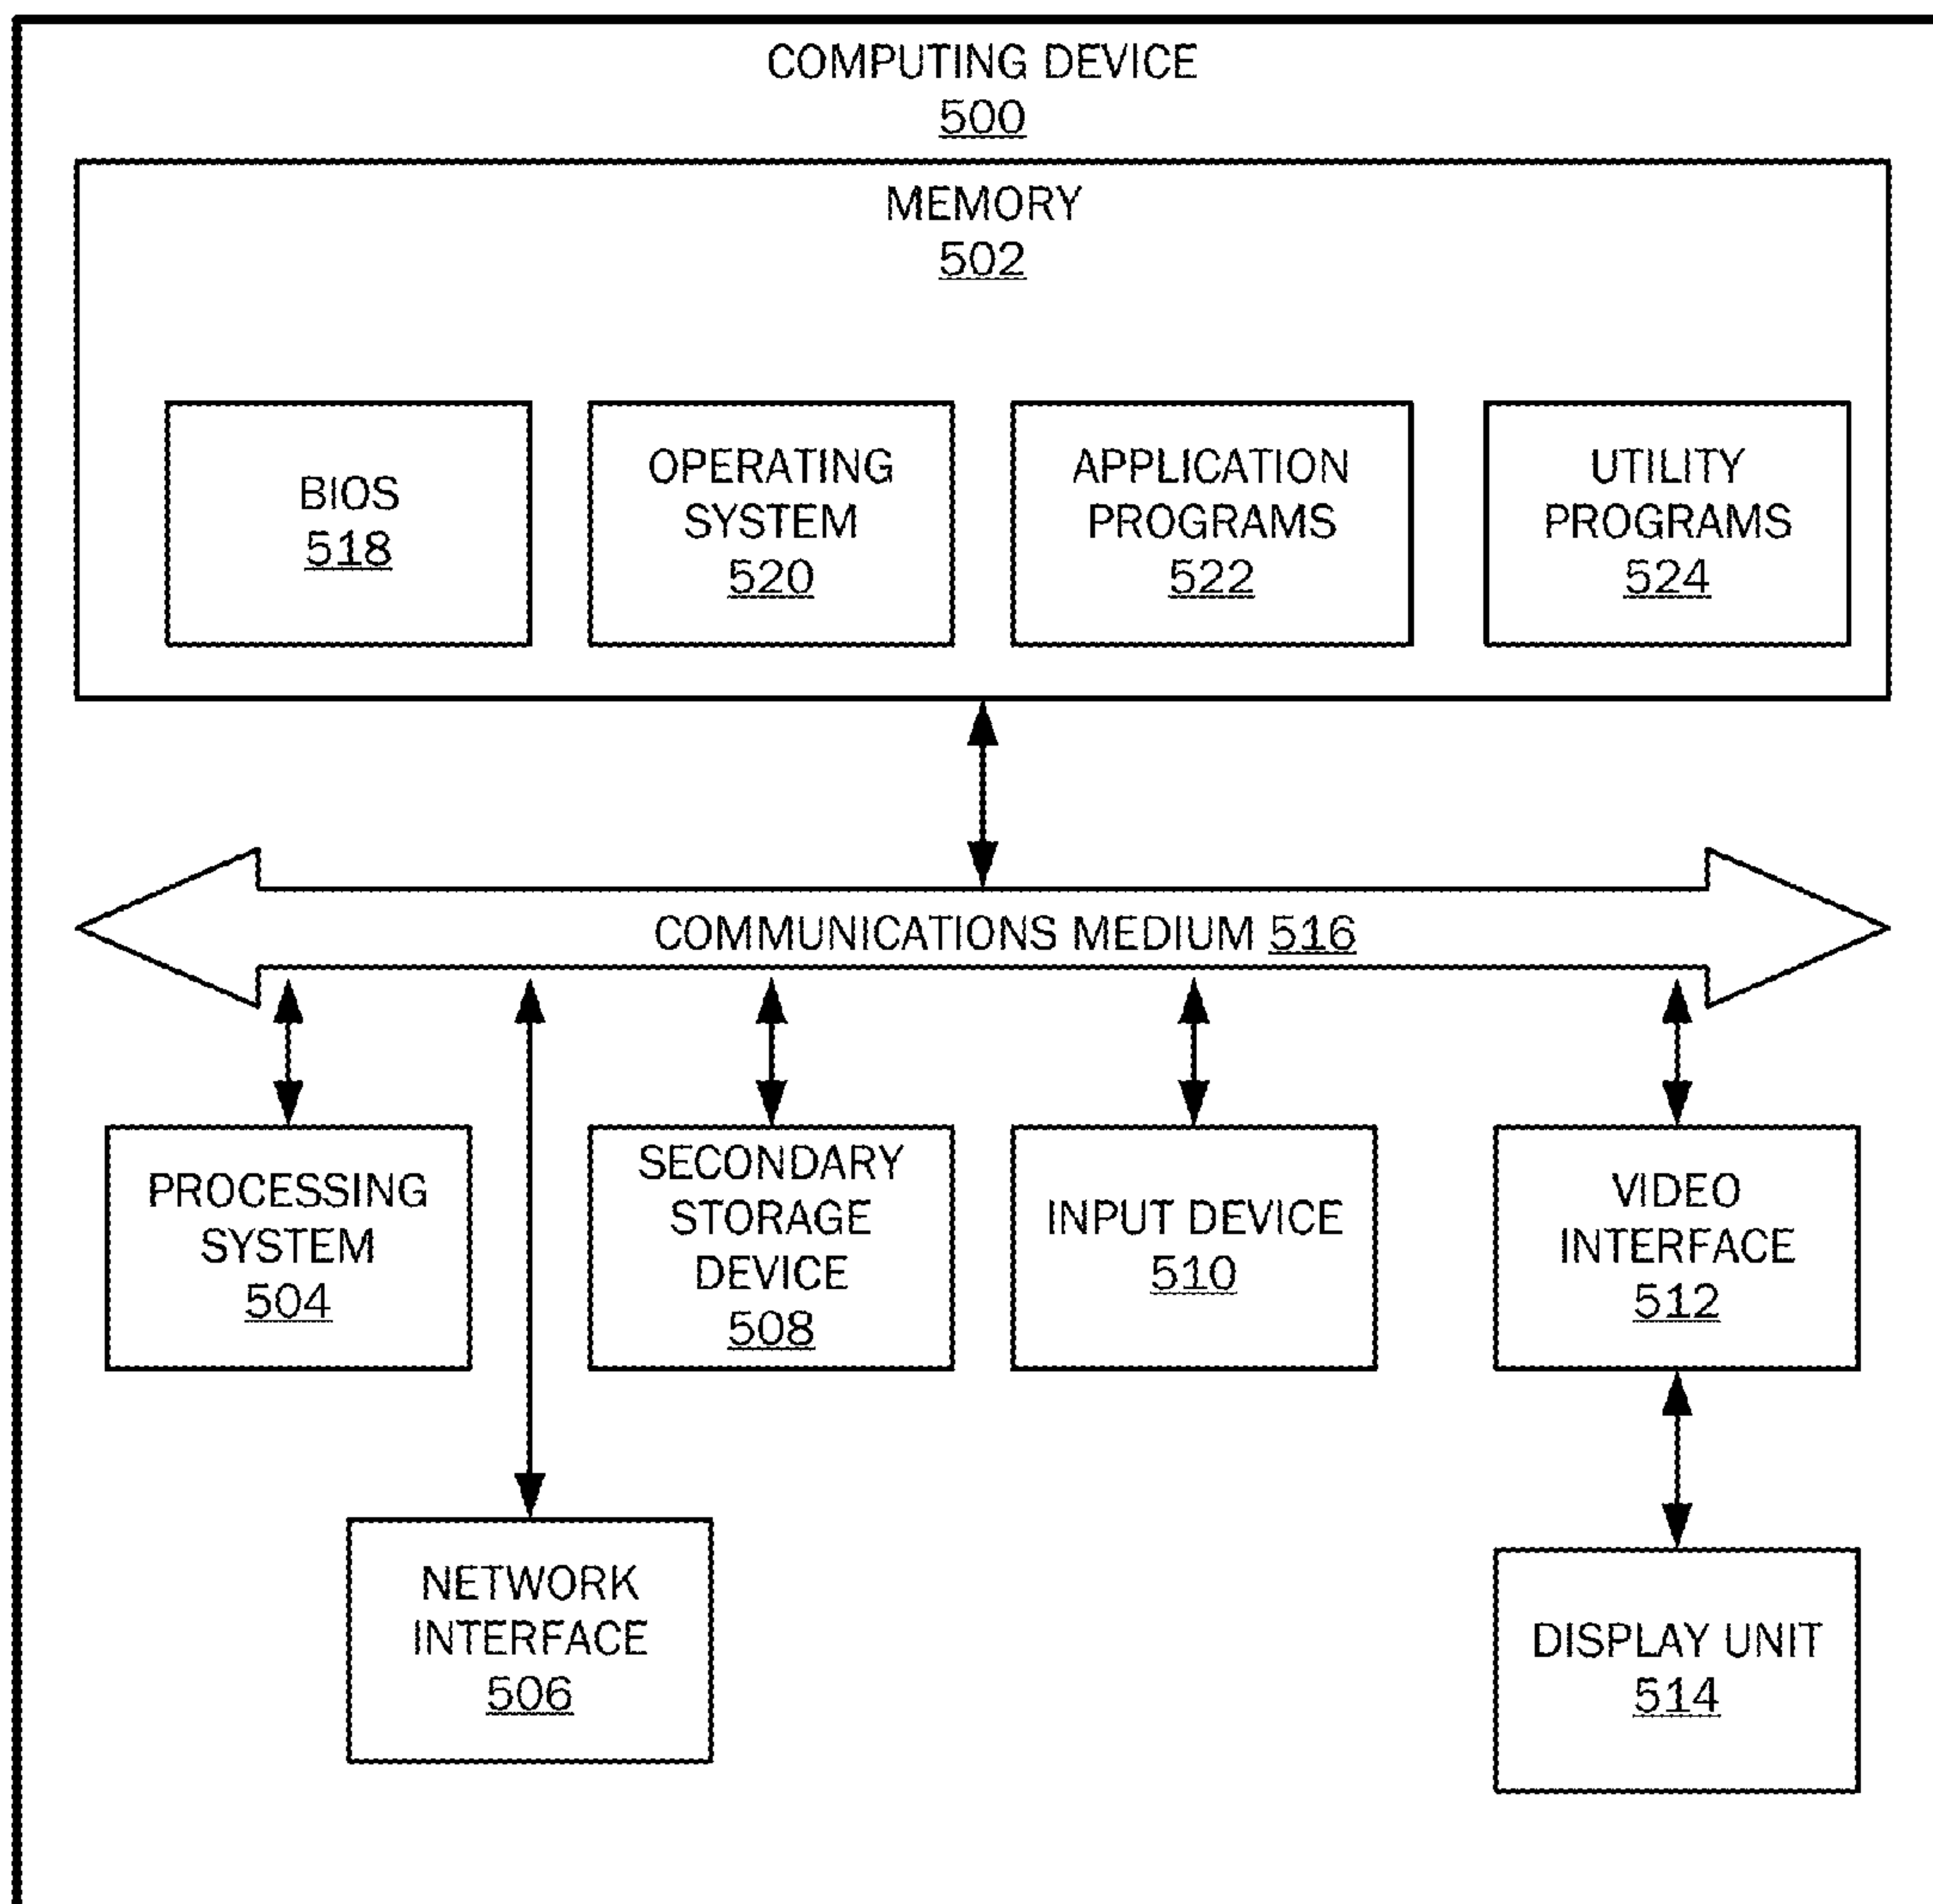 COMPUTING DEVICE
500
MEMORY
502
BIOS
518
OPERATING
SYSTEM
520
APPLICATION
PROGRAMS
522
UTILITY
PROGRAMS
524
COMMUNICATIONS MEDIUM 516
PROCESSING
SYSTEM
504
SECONDARY
STORAGE
DEVICE
508
INPUT DEVICE
510
VIDEO
INTERFACE
512
NETWORK
INTERFACE
506
DISPLAY UNIT
514